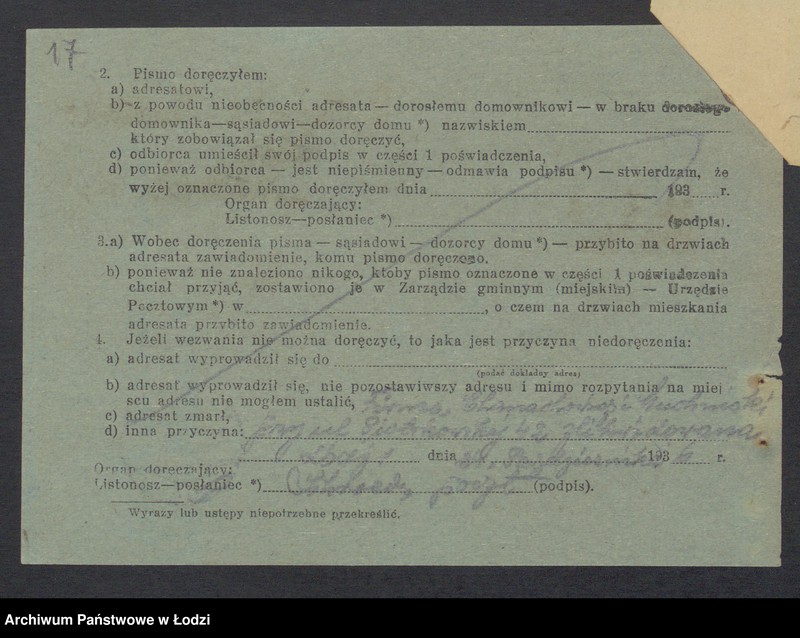 17
2. Pismo doręczyłem:
a) adresatowi,
b) z powodu nieobecności adresata — dorosłemu domownikowi — w braku dorosłego
domownika—sąsiadowi—dozorcy domu *) nazwiskiem
który zobowiązał się pismo doręczyć,
c) odbiorca umieścił swój podpis w części 1 poświadczenia,
d) ponieważ odbiorca — jest niepiśmienny — odmawia podpisu *) — stwierdzam, że
wyżej oznaczone pismo doręczyłem dnia 193 r.
Organ doręczający:
Listonosz—posłaniec *) (podpis).
3.a) Wobec doręczenia pisma — sąsiadowi — dozorcy domu *) — przybito na drzwiach
adresata zawiadomienie, komu pismo doręczono.
b) ponieważ nie znaleziono nikogo, ktoby pismo oznaczone w części 1 poświadczenia
chciał przyjąć, zostawiono je w Zarządzie gminnym (miejskim) — Urzędzie
Pocztowym *) w , o czem na drzwiach mieszkania
adresata przybito zawiadomienie.
4. Jeżeli wezwania nie można doręczyć, to jaka jest przyczyna niedoręczenia:
a) adresat wyprowadził się do
(podać dokładny adres)
b) adresat wyprowadził się, nie pozostawiwszy adresu i mimo rozpytania na miej
scu adresu nie mogłem ustalić, Firma
c) adresat zmarł,
d) inna przyczyna: przy ul Piotrkowskiej 42, zlikwidowana
dnia 193 r.
Organ doręczający:
Listonosz—posłaniec *) (podpis).
Wyrazy lub ustępy niepotrzebne przekreślić.
Archiwum Państwowe w Łodzi